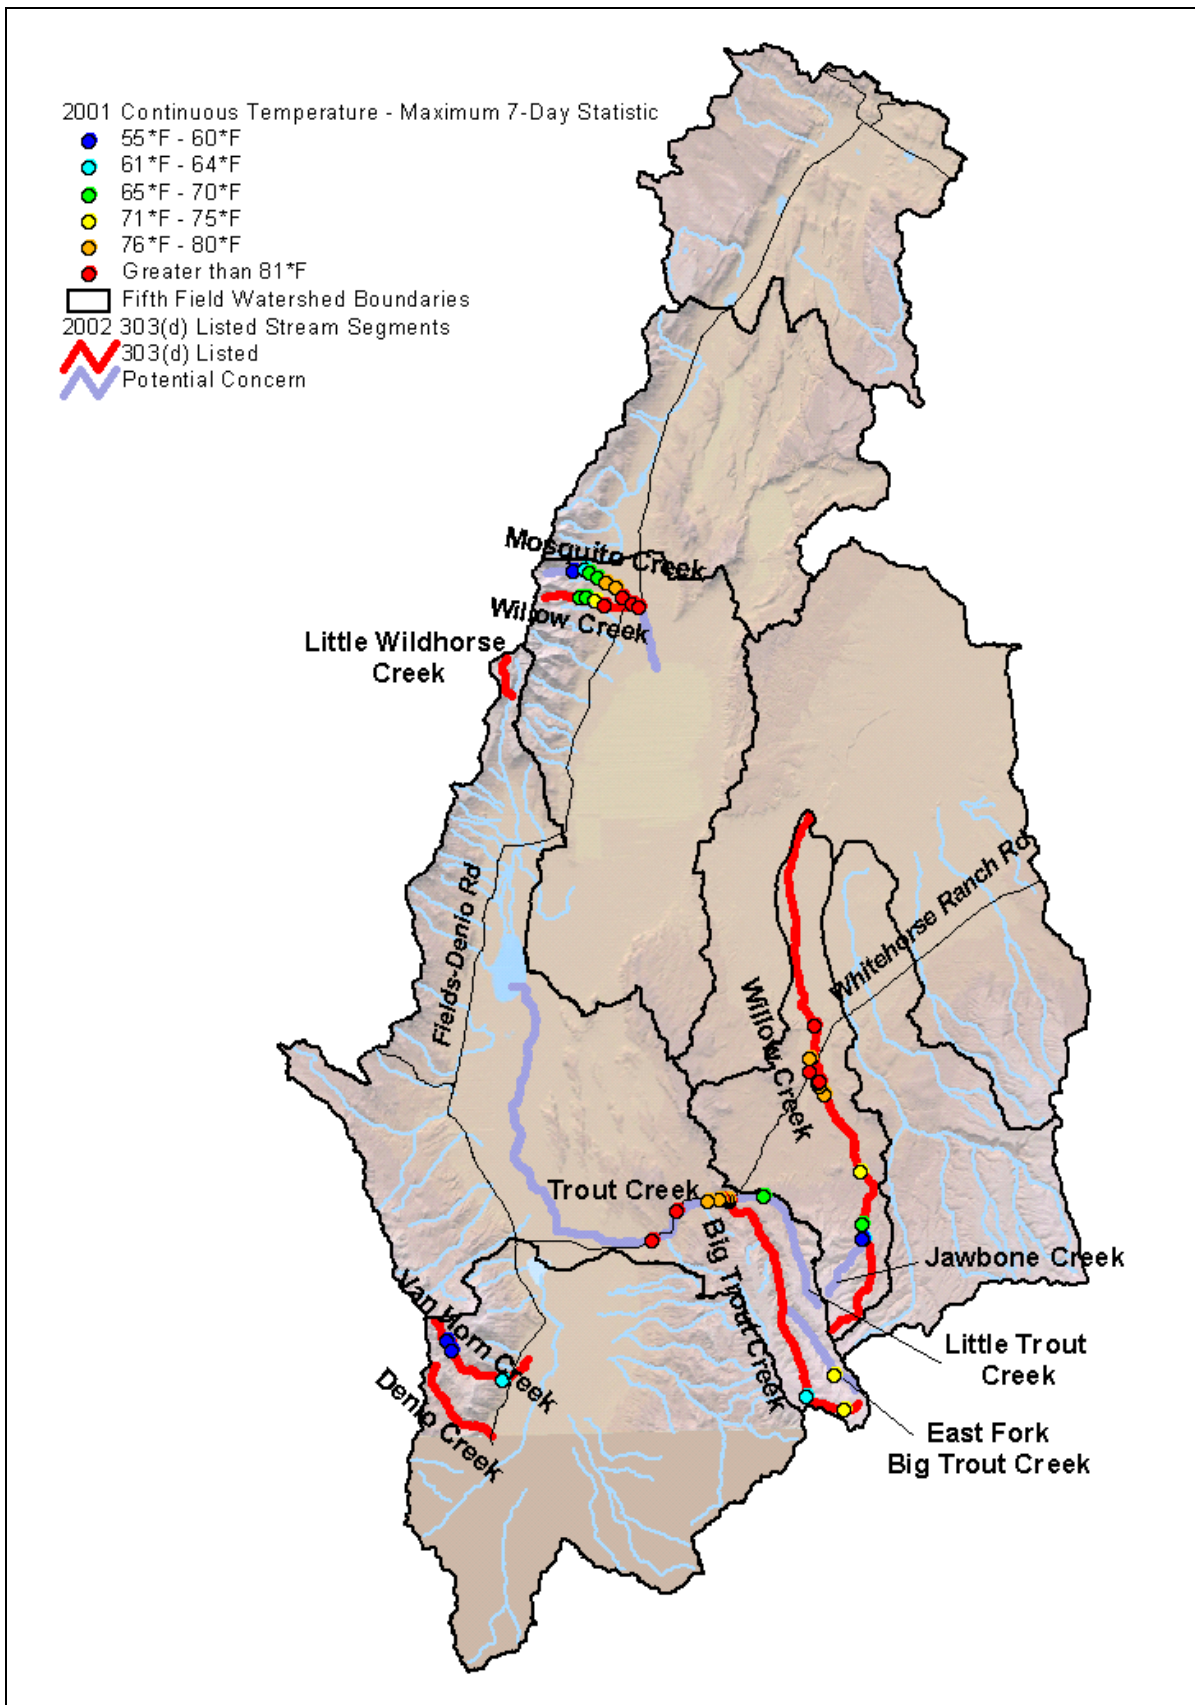 2001 Continuous Temperature - Maximum 7-Day Statistic
55*F - 60*F
61*F - 64*F
65*F - 70*F
71*F - 75*F
76*F - 80*F
Greater than 81*F
Fifth Field Watershed Boundaries
2002 303(d) Listed Stream Segments
303(d) Listed
Potential Concern
Mosquito Creek
Willow Creek
Little Wildhorse
Creek
Fields-Denio Rd
Whitehorse Ranch Rd
Willow Creek
Trout Creek
Big Trout Creek
Jawbone Creek
Van Horn Creek
Denio Creek
Little Trout
Creek
East Fork
Big Trout Creek